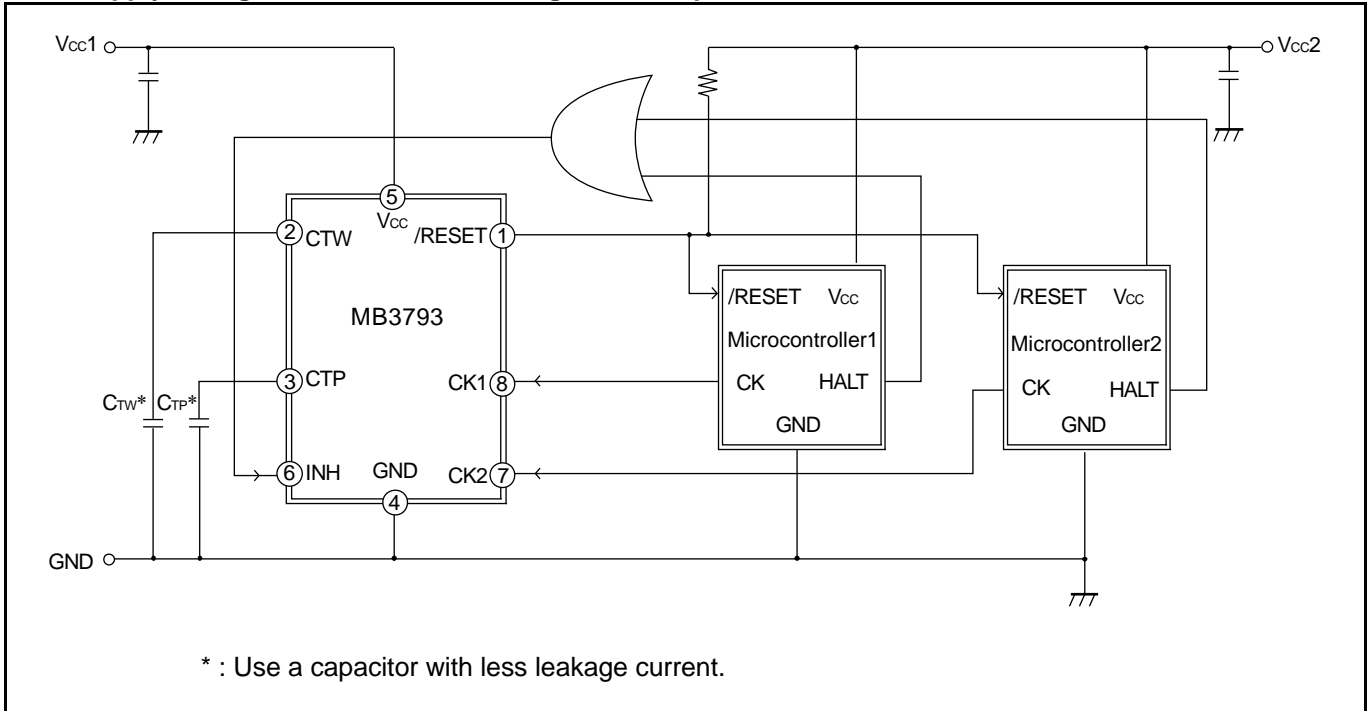 Vcc1
Vcc2
5
Vcc
2
CTW
/RESET
1
MB3793
/RESET
Vcc
Microcontroller1
CK
HALT
GND
/RESET
Vcc
Microcontroller2
CK
HALT
GND
3
CTP
CK1
8
CTW*
CTP*
6
INH
GND
CK2
7
4
GND
* : Use a capacitor with less leakage current.